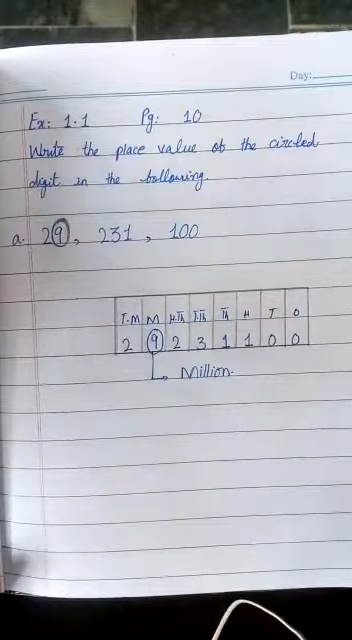 Day:
Ex: 1.1 Pg: 10
Write the place value of the circled
digit in the following.
a. 29, 231, 100
T.M M H.Th T.Th Th H T O
2 9 2 3 1 1 0 0
Million.